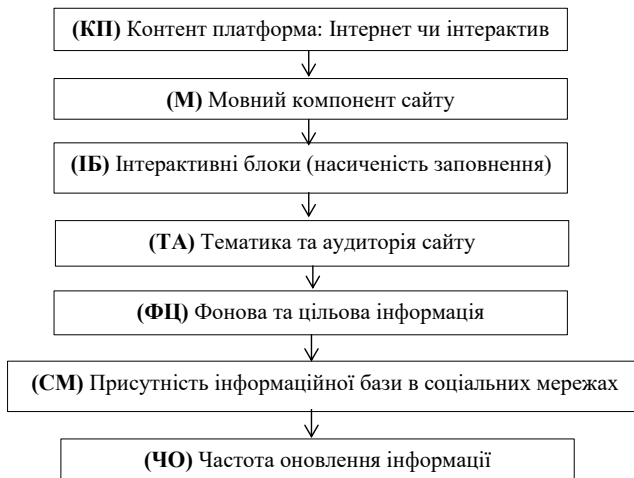 (КП) Контент платформа: Інтернет чи інтерактив
(М) Мовний компонент сайту
(ІБ) Інтерактивні блоки (насиченість заповнення)
(ТА) Тематика та аудиторія сайту
(ФЦ) Фонова та цільова інформація
(СМ) Присутність інформаційної бази в соціальних мережах
(ЧО) Частота оновлення інформації